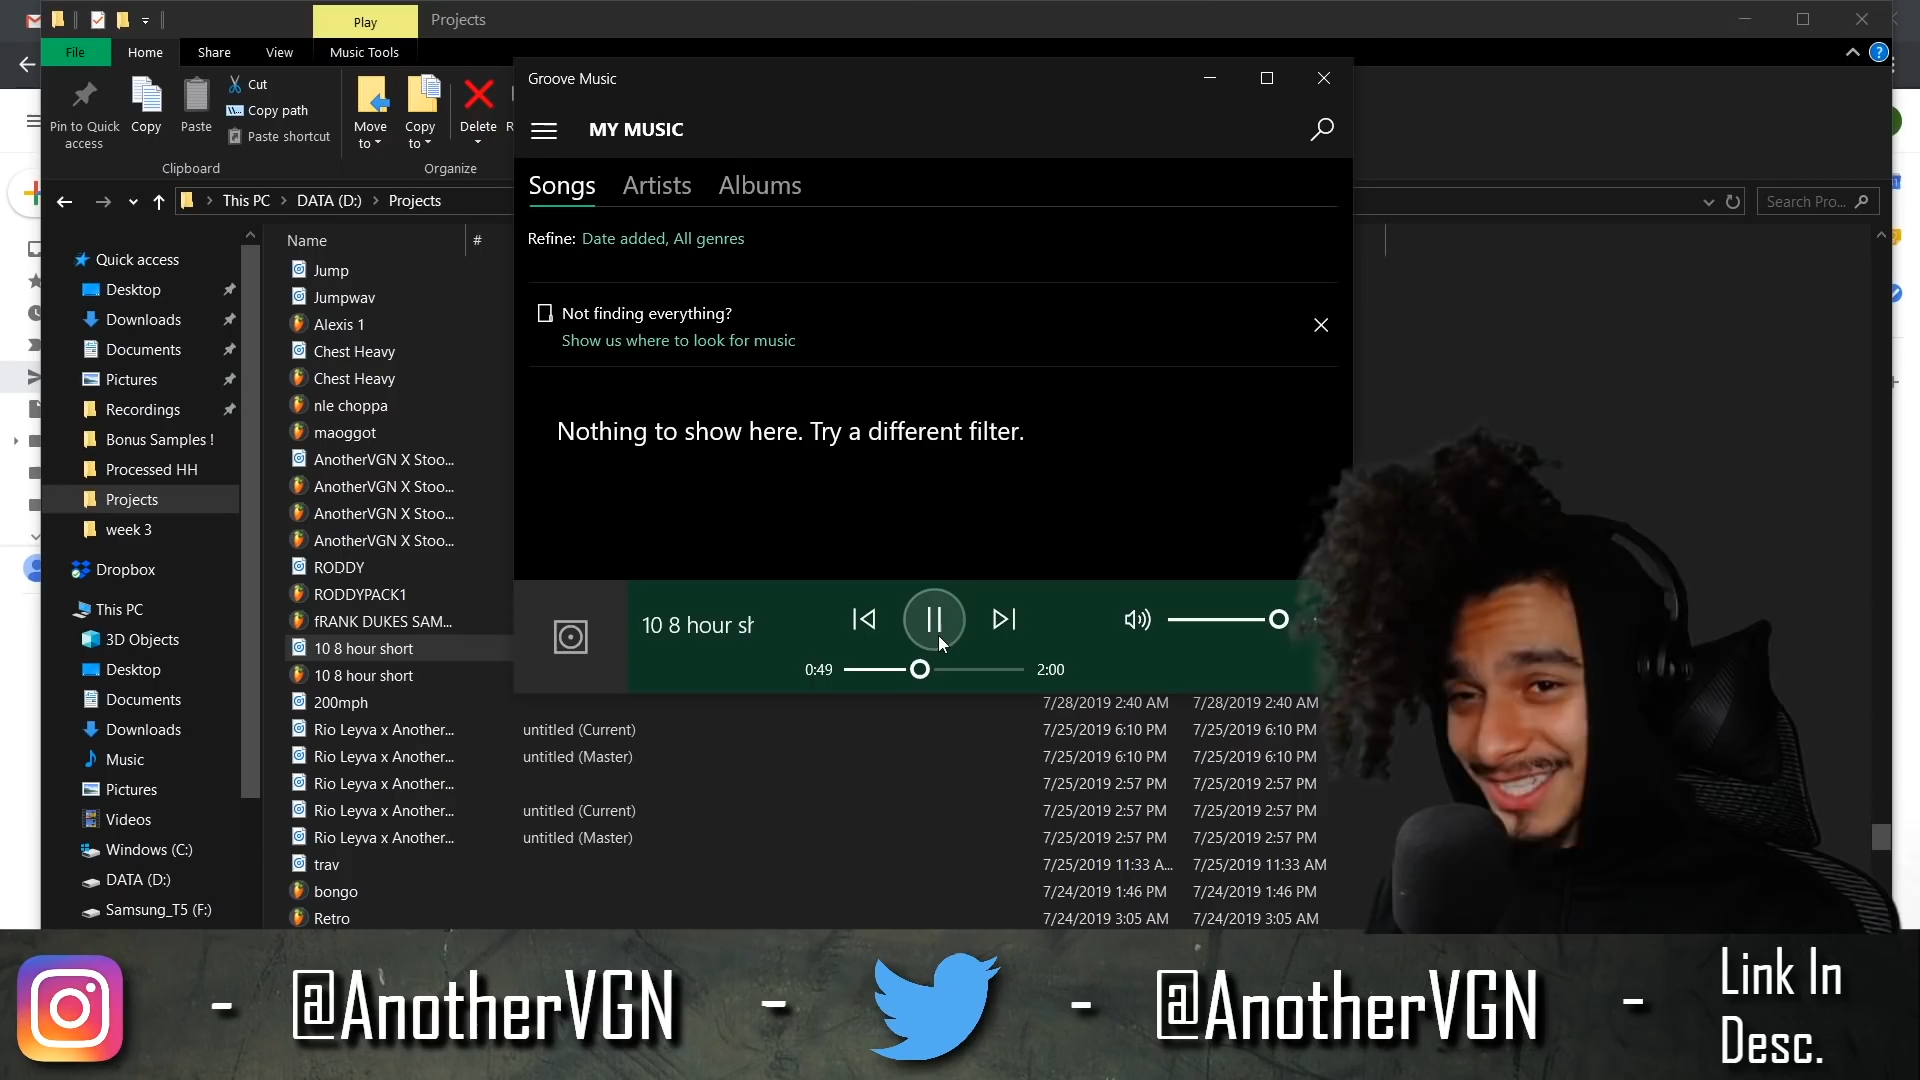 Play
Projects
File
Home
Share
View
Music Tools
Pin to Quick
access
Copy
Paste
Cut
Copy path
Paste shortcut
Clipboard
Move
to
Copy
to
Delete
R
Organize
This PC
DATA (D:)
Projects
Search Pro...
Quick access
Desktop
Downloads
Documents
Pictures
Recordings
Bonus Samples !
Processed HH
Projects
week 3
Dropbox
This PC
3D Objects
Desktop
Documents
Downloads
Music
Pictures
Videos
Windows (C:)
DATA (D:)
Samsung_T5 (F:)
Name
#
Jump
Jumpwav
Alexis 1
Chest Heavy
Chest Heavy
nle choppa
maoggot
AnotherVGN X Stoo...
AnotherVGN X Stoo...
AnotherVGN X Stoo...
AnotherVGN X Stoo...
RODDY
RODDYPACK1
fRANK DUKES SAM...
10 8 hour short
10 8 hour short
200mph 7/28/2019 2:40 AM 7/28/2019 2:40 AM
Rio Leyva x Another... untitled (Current) 7/25/2019 6:10 PM 7/25/2019 6:10 PM
Rio Leyva x Another... untitled (Master) 7/25/2019 6:10 PM 7/25/2019 6:10 PM
Rio Leyva x Another... 7/25/2019 2:57 PM 7/25/2019 2:57 PM
Rio Leyva x Another... untitled (Current) 7/25/2019 2:57 PM 7/25/2019 2:57 PM
Rio Leyva x Another... untitled (Master) 7/25/2019 2:57 PM 7/25/2019 2:57 PM
trav 7/25/2019 11:33 A... 7/25/2019 11:33 AM
bongo 7/24/2019 1:46 PM 7/24/2019 1:46 PM
Retro 7/24/2019 3:05 AM 7/24/2019 3:05 AM
Groove Music
MY MUSIC
Songs Artists Albums
Refine: Date added, All genres
Not finding everything?
Show us where to look for music
Nothing to show here. Try a different filter.
10 8 hour sh
0:49
2:00
- @AnotherVGN - - @AnotherVGN -
Link In
Desc.